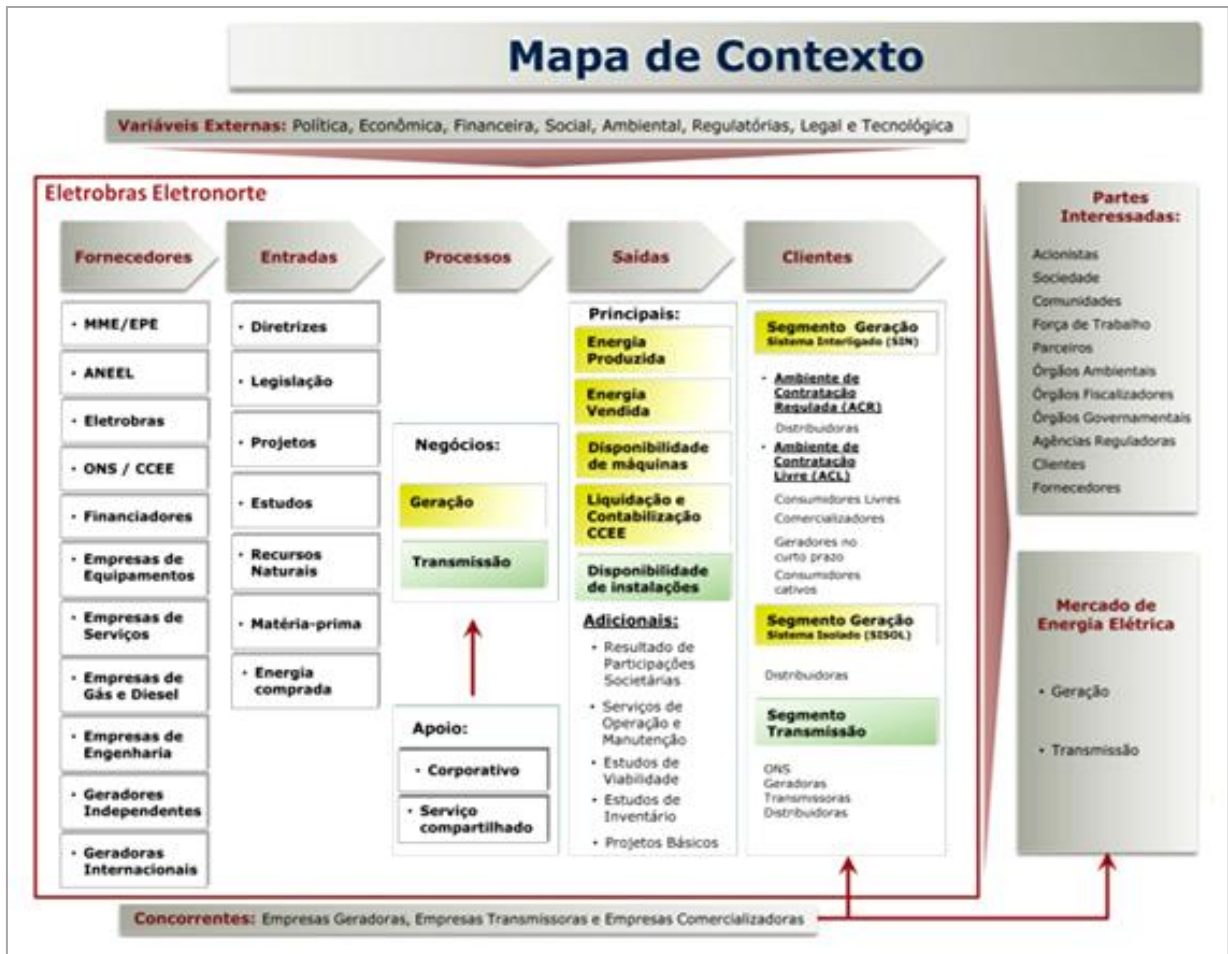 Mapa de Contexto
Variáveis Externas: Política, Econômica, Financeira, Social, Ambiental, Regulatórias, Legal e Tecnológica
Eletrobras Eletronorte
Fornecedores
• MME/EPE
• ANEEL
• Eletrobras
• ONS / CCEE
• Financiadores
• Empresas de
Equipamentos
• Empresas de
Serviços
• Empresas de
Gás e Diesel
• Empresas de
Engenharia
• Geradores
Independentes
• Geradoras
Internacionais
Entradas
• Diretrizes
• Legislação
• Projetos
• Estudos
• Recursos
Naturais
• Matéria-prima
• Energia
comprada
Processos
Negócios:
Geração
Transmissão
Apoio:
• Corporativo
• Serviço
compartilhado
Saídas
Principais:
Energia
Produzida
Energia
Vendida
Disponibilidade
de máquinas
Liquidação e
Contabilização
CCEE
Disponibilidade
de instalações
Adicionais:
• Resultado de
Participações
Societárias
• Serviços de
Operação e
Manutenção
• Estudos de
Viabilidade
• Estudos de
Inventário
• Projetos Básicos
Clientes
Segmento Geração
Sistema Interligado (SIN)
• Ambiente de
Contratação
Regulada (ACR)
Distribuidoras
• Ambiente de
Contratação
Livre (ACL)
Consumidores Livres
Comercializadores
Geradores no
curto prazo
Consumidores
cativos
Segmento Geração
Sistema Isolado (SISOL)
Distribuidoras
Segmento
Transmissão
ONS
Geradoras
Transmissoras
Distribuidoras
Partes
Interessadas:
Acionistas
Sociedade
Comunidades
Força de Trabalho
Parceiros
Órgãos Ambientais
Órgãos Fiscalizadores
Órgãos Governamentais
Agências Reguladoras
Clientes
Fornecedores
Mercado de
Energia Elétrica
• Geração
• Transmissão
Concorrentes: Empresas Geradoras, Empresas Transmissoras e Empresas Comercializadoras